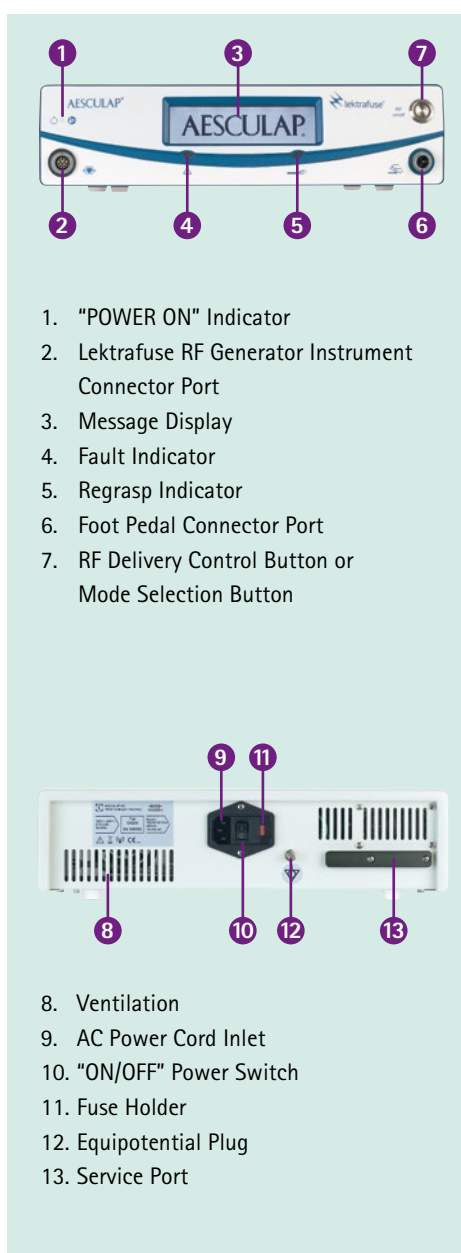 1
3
7
AESCULAP®
AESCULAP®
lektrafuse®
2
4
5
6
1. "POWER ON" Indicator
2. Lektrafuse RF Generator Instrument
Connector Port
3. Message Display
4. Fault Indicator
5. Regrasp Indicator
6. Foot Pedal Connector Port
7. RF Delivery Control Button or
Mode Selection Button
9
11
8
10
12
13
8. Ventilation
9. AC Power Cord Inlet
10. "ON/OFF" Power Switch
11. Fuse Holder
12. Equipotential Plug
13. Service Port